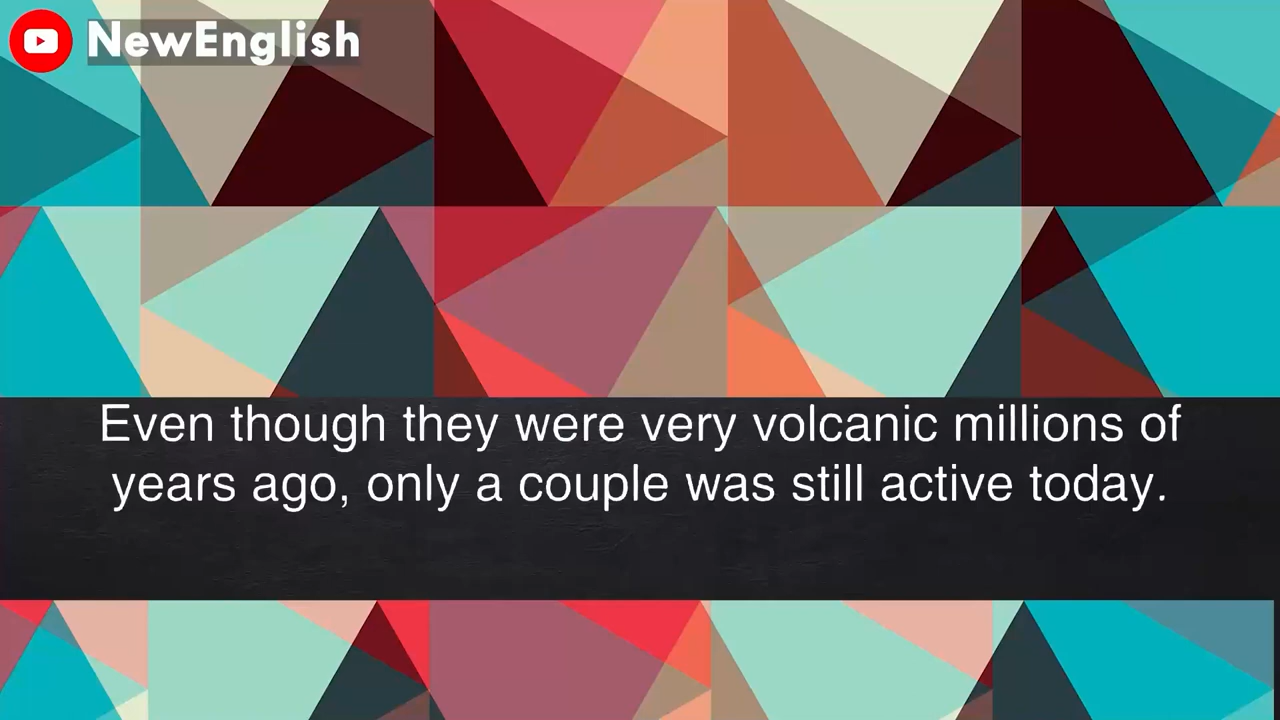 NewEnglish
Even though they were very volcanic millions of
years ago, only a couple was still active today.